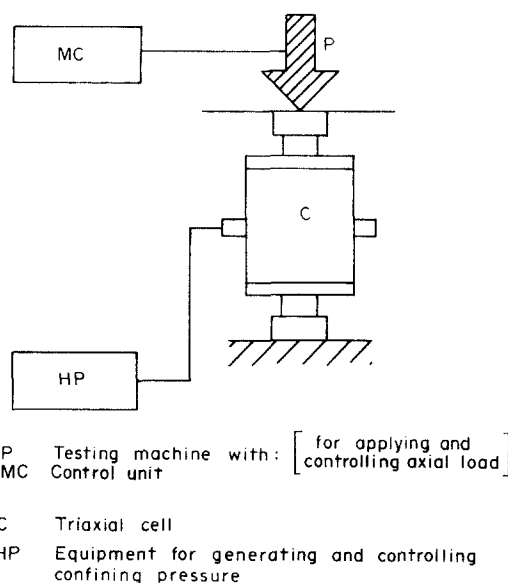 MC
P
C
HP
P Testing machine with: [for applying and
controlling axial load]
MC Control unit
C Triaxial cell
HP Equipment for generating and controlling
confining pressure